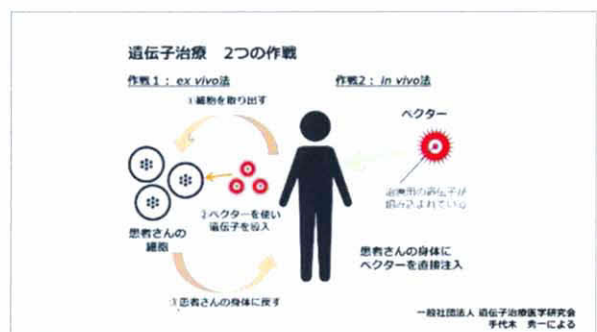 遺伝子治療 2つの作戦
作戦1：ex vivo法
作戦2：in vivo法
①細胞を取り出す
ベクター
治療用の遺伝子が
組み込まれている
②ベクターを使い
遺伝子を導入
患者さんの
細胞
患者さんの身体に
ベクターを直接注入
③患者さんの身体に戻す
一般社団法人 遺伝子治療医学研究会
手代木 秀一による